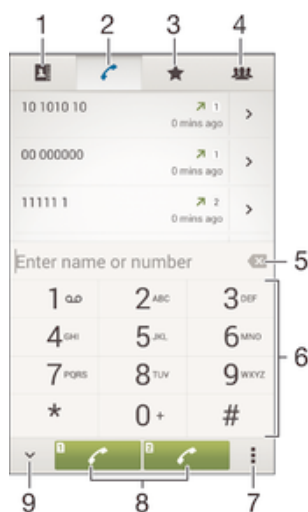 1 2 3 4
10 1010 10 1
0 mins ago
00 000000 1
0 mins ago
11111 1 2
0 mins ago
Enter name or number 5
1 2 ABC 3 DEF
4 GHI 5 JKL 6 MNO
6
7 PQRS 8 TUV 9 WXYZ
* 0 + #
1 2
9 8 7